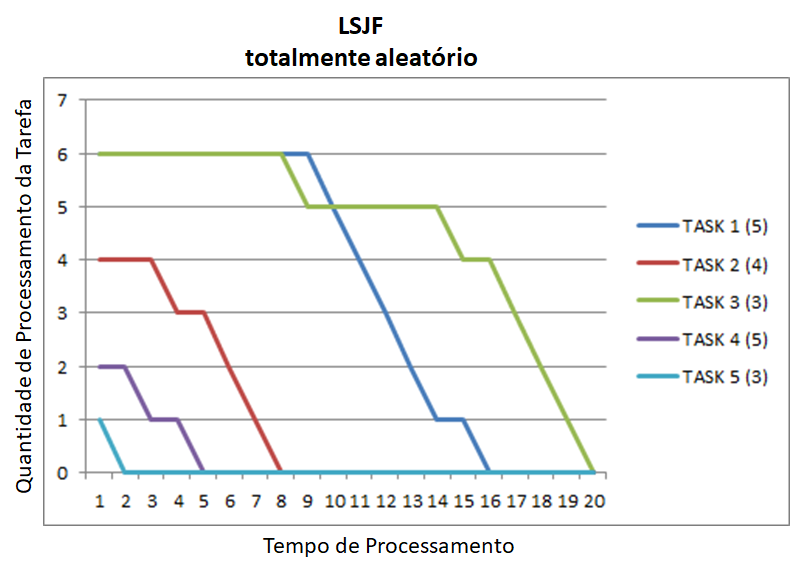 LSJF
totalmente aleatório
Quantidade de Processamento da Tarefa
7
6
5
4
3
2
1
0
1 2 3 4 5 6 7 8 9 10 11 12 13 14 15 16 17 18 19 20
Tempo de Processamento
TASK 1 (5)
TASK 2 (4)
TASK 3 (3)
TASK 4 (5)
TASK 5 (3)